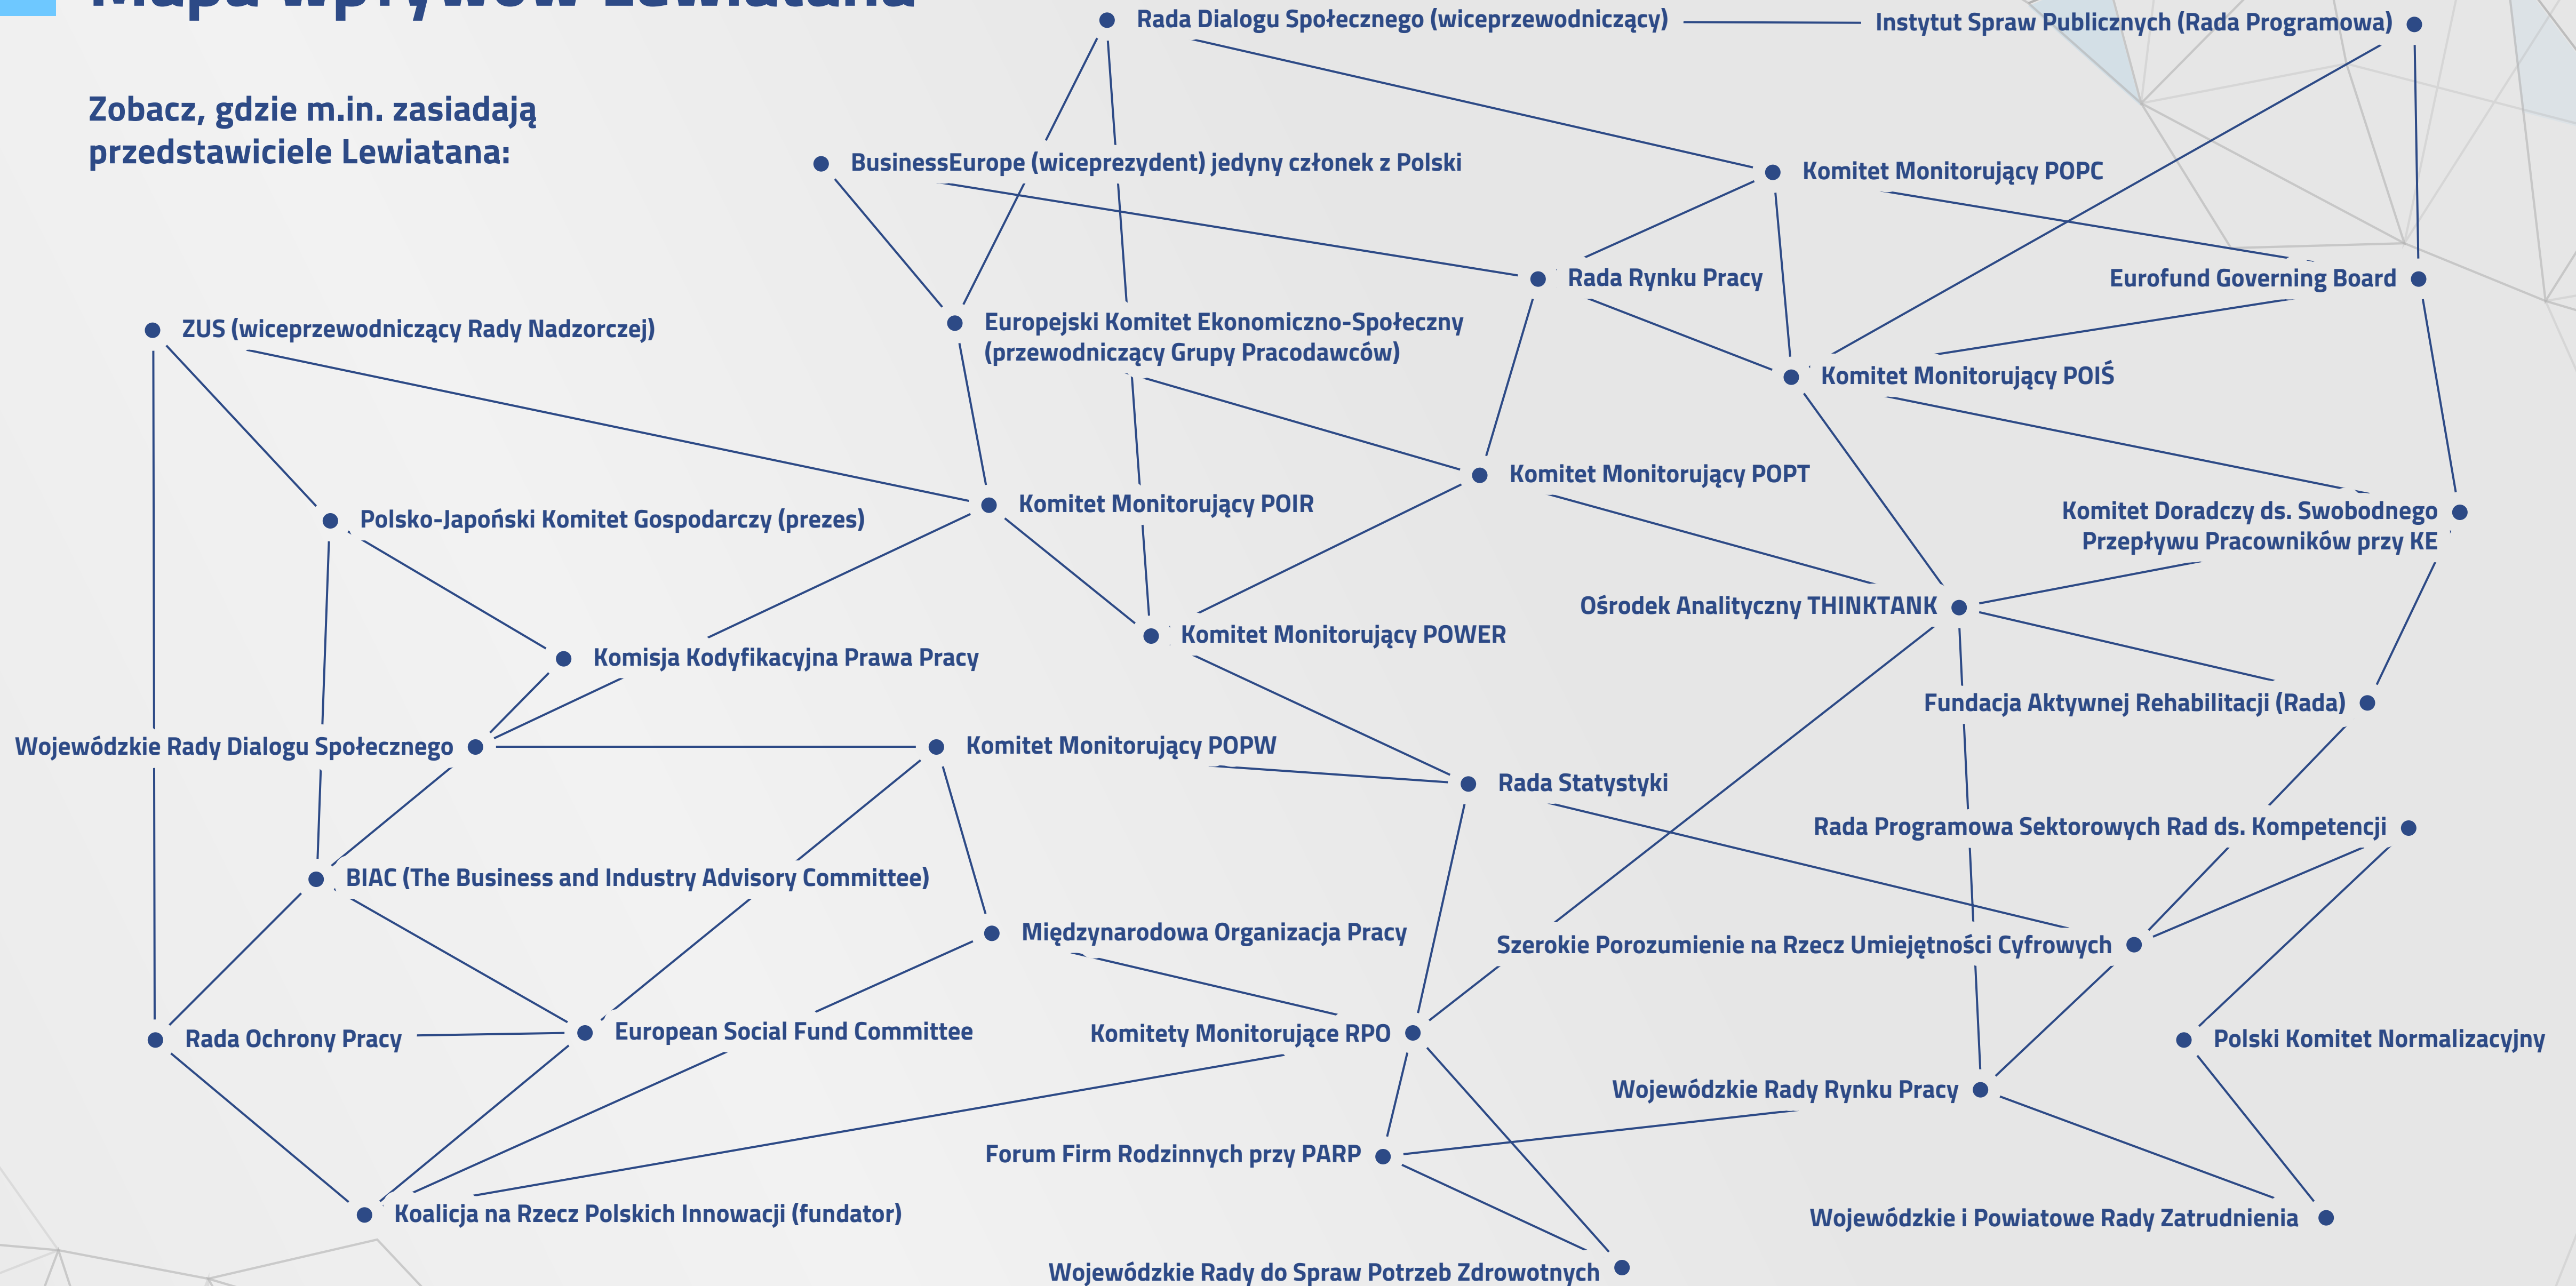 Mapa wpływów Lewiatana
Rada Dialogu Społecznego (wiceprzewodniczący)
Instytut Spraw Publicznych (Rada Programowa)
Zobacz, gdzie m.in. zasiadają
przedstawiciele Lewiatana:
BusinessEurope (wiceprezydent) jedyny członek z Polski
Komitet Monitorujący POPC
Rada Rynku Pracy
Eurofund Governing Board
ZUS (wiceprzewodniczący Rady Nadzorczej)
Europejski Komitet Ekonomiczno-Społeczny
(przewodniczący Grupy Pracodawców)
Komitet Monitorujący POIŚ
Komitet Monitorujący POPT
Komitet Monitorujący POIR
Komitet Doradczy ds. Swobodnego
Przepływu Pracowników przy KE
Polsko-Japoński Komitet Gospodarczy (prezes)
Ośrodek Analityczny THINKTANK
Komitet Monitorujący POWER
Komisja Kodyfikacyjna Prawa Pracy
Fundacja Aktywnej Rehabilitacji (Rada)
Wojewódzkie Rady Dialogu Społecznego
Komitet Monitorujący POPW
Rada Statystyki
Rada Programowa Sektorowych Rad ds. Kompetencji
BIAC (The Business and Industry Advisory Committee)
Międzynarodowa Organizacja Pracy
Szerokie Porozumienie na Rzecz Umiejętności Cyfrowych
Rada Ochrony Pracy
European Social Fund Committee
Komitety Monitorujące RPO
Polski Komitet Normalizacyjny
Wojewódzkie Rady Rynku Pracy
Forum Firm Rodzinnych przy PARP
Koalicja na Rzecz Polskich Innowacji (fundator)
Wojewódzkie i Powiatowe Rady Zatrudnienia
Wojewódzkie Rady do Spraw Potrzeb Zdrowotnych